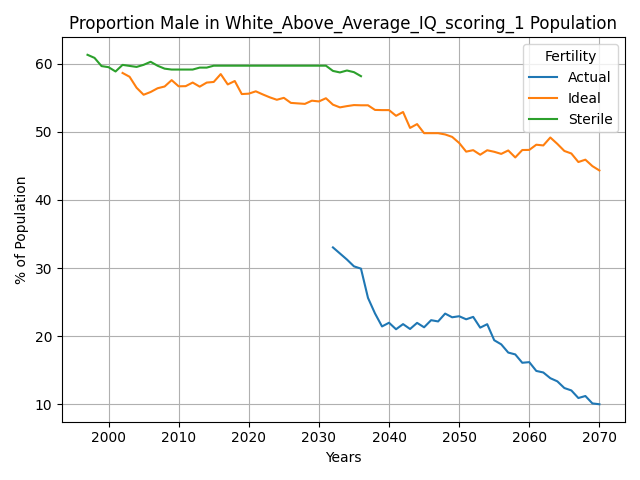 Proportion Male in White_Above_Average_IQ_scoring_1 Population
Fertility
Actual
Ideal
Sterile
% of Population
60
50
40
30
20
10
2000 2010 2020 2030 2040 2050 2060 2070
Years